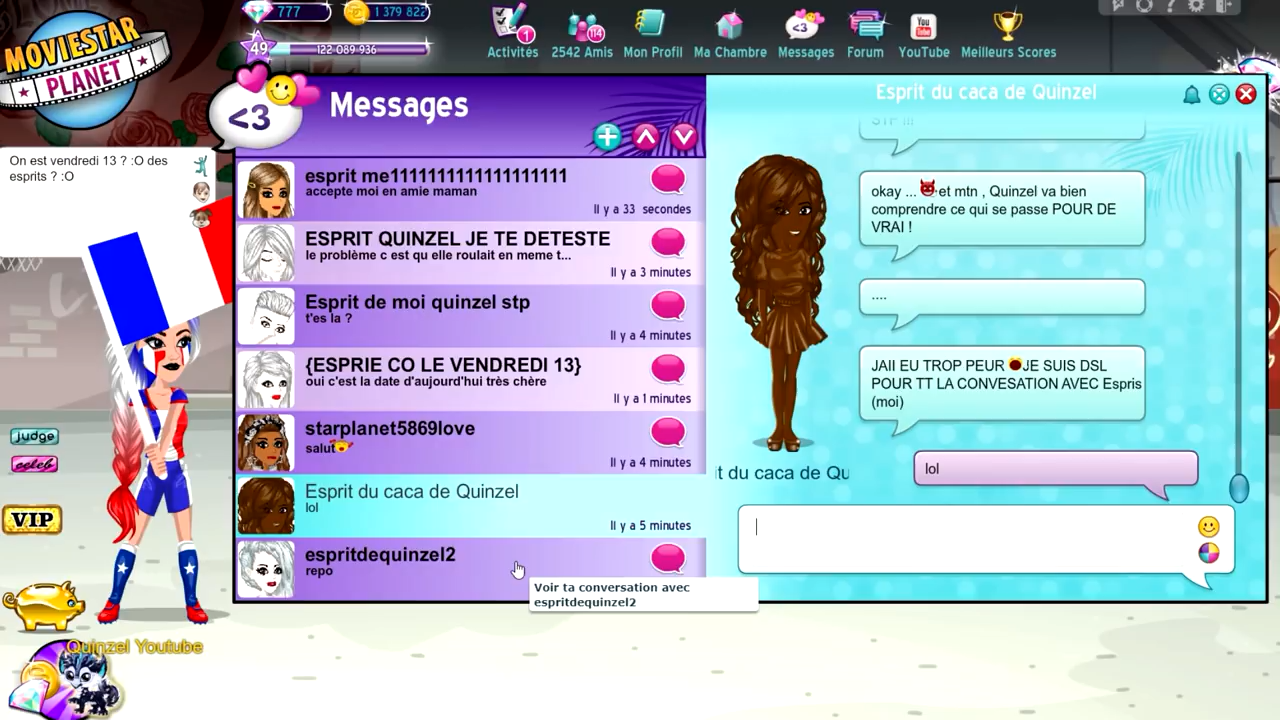 MOVIESTAR
PLANET
777
1 379 822
49
122 089 936
1
114
<3
You
Tube
Activités
2542 Amis
Mon Profil
Ma Chambre
Messages
Forum
YouTube
Meilleurs Scores
<3
Messages
Esprit du caca de Quinzel
On est vendredi 13 ? :O des
esprits ? :O
esprit me1111111111111111111
accepte moi en amie maman
Il y a 33 secondes
ESPRIT QUINZEL JE TE DETESTE
le problème c est qu elle roulait en meme t...
Il y a 3 minutes
Esprit de moi quinzel stp
t'es la ?
Il y a 4 minutes
{ESPRIE CO LE VENDREDI 13}
oui c'est la date d'aujourd'hui très chère
Il y a 1 minutes
starplanet5869love
salut
Il y a 4 minutes
Esprit du caca de Quinzel
lol
Il y a 5 minutes
espritdequinzel2
repo
Voir ta conversation avec
espritdequinzel2
STP !!!
okay ... et mtn , Quinzel va bien
comprendre ce qui se passe POUR DE
VRAI !
....
JAII EU TROP PEUR JE SUIS DSL
POUR TT LA CONVESATION AVEC Espris
(moi)
lol
it du caca de Qu
judge
celeb
VIP
Quinzel Youtube